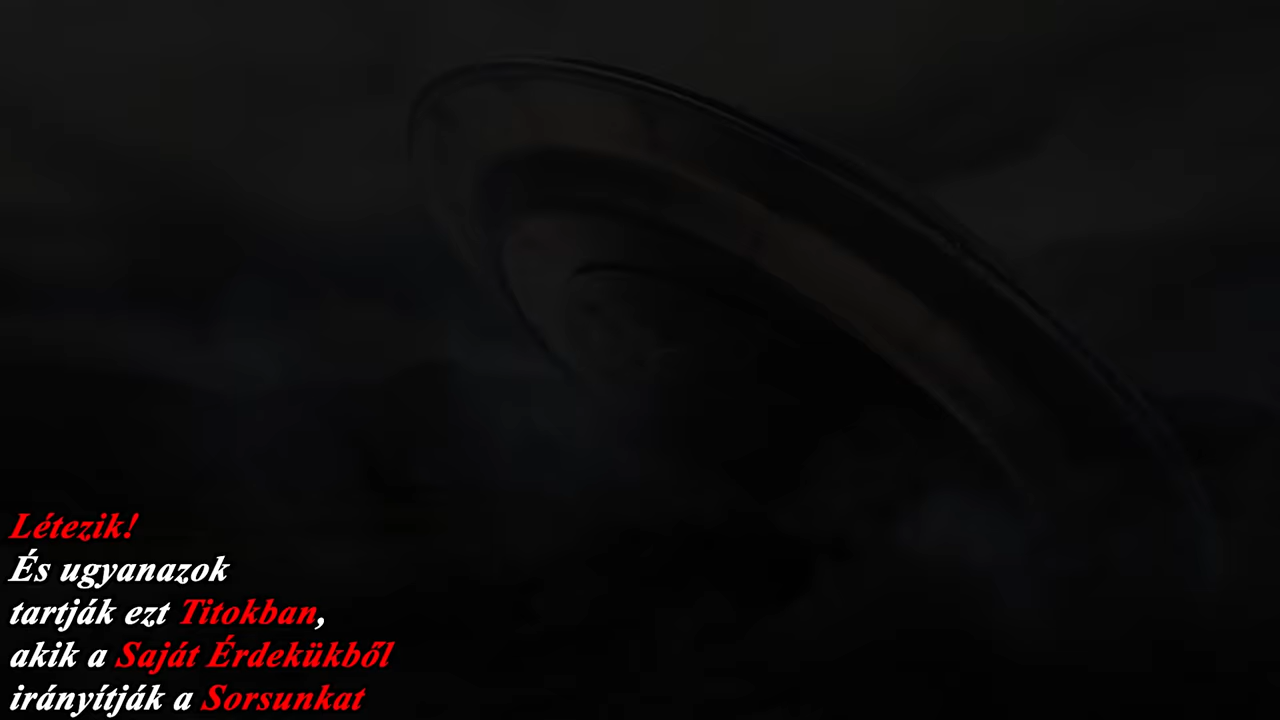 Létezik!
És ugyanazok
tartják ezt Titokban,
akik a Saját Érdekükből
irányítják a Sorsunkat